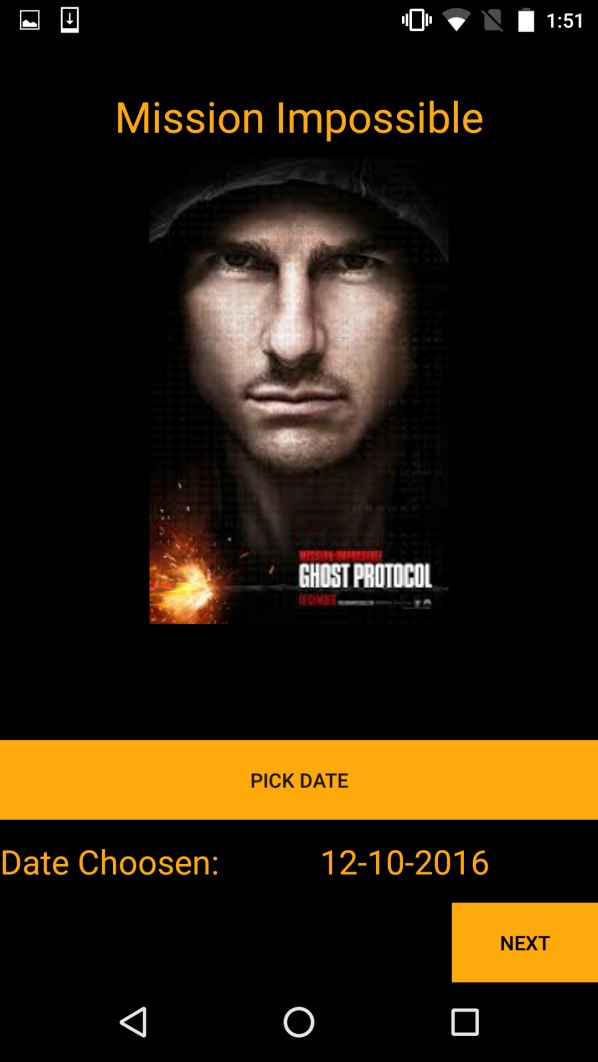 1:51
Mission Impossible
MISSION: IMPOSSIBLE
GHOST PROTOCOL
DECEMBER
PICK DATE
Date Choosen: 12-10-2016
NEXT